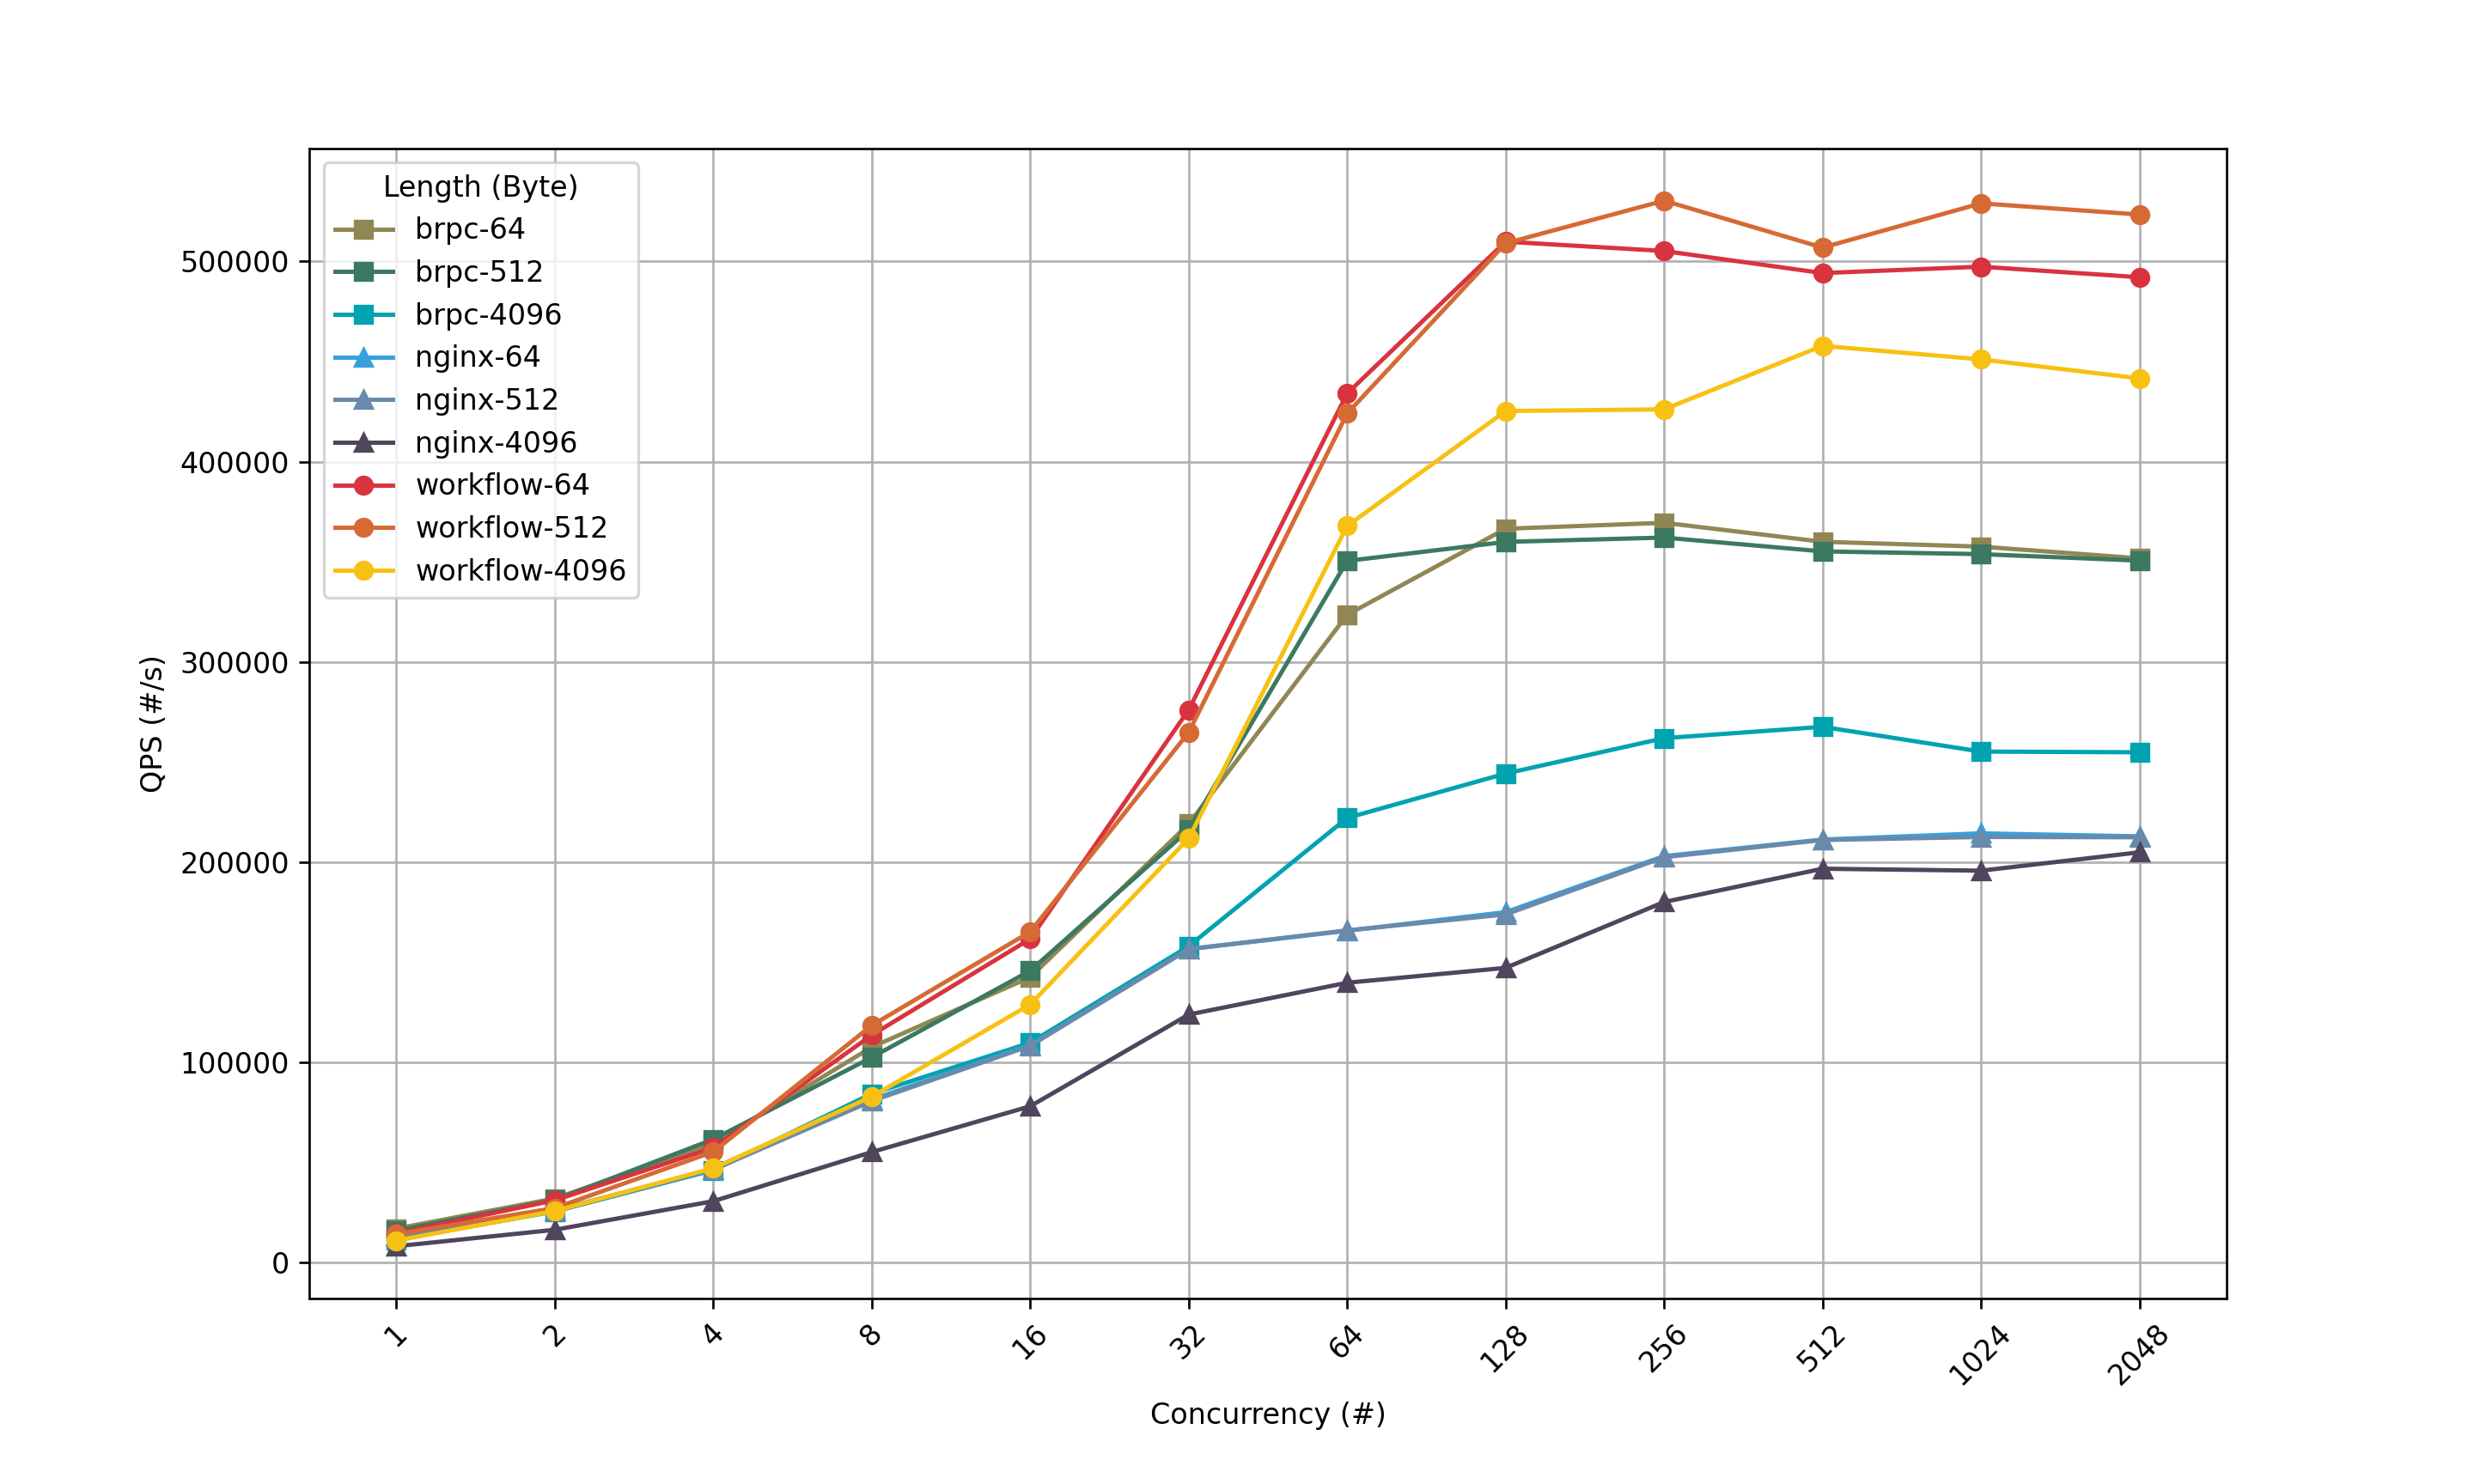 Length (Byte)
brpc-64
brpc-512
brpc-4096
nginx-64
nginx-512
nginx-4096
workflow-64
workflow-512
workflow-4096
QPS (#/s)
500000
400000
300000
200000
100000
0
1 2 4 8 16 32 64 128 256 512 1024 2048
Concurrency (#)